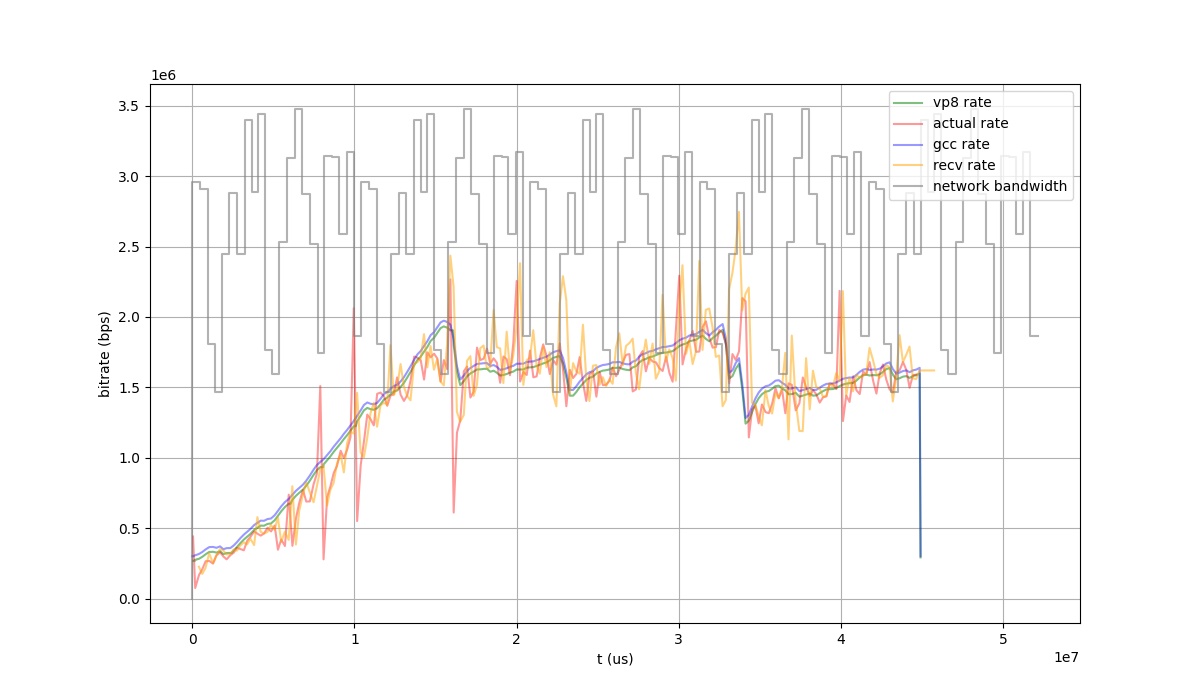 1e6
3.5
3.0
2.5
2.0
1.5
1.0
0.5
0.0
bitrate (bps)
vp8 rate
actual rate
gcc rate
recv rate
network bandwidth
0 1 2 3 4 5
t (us)
1e7